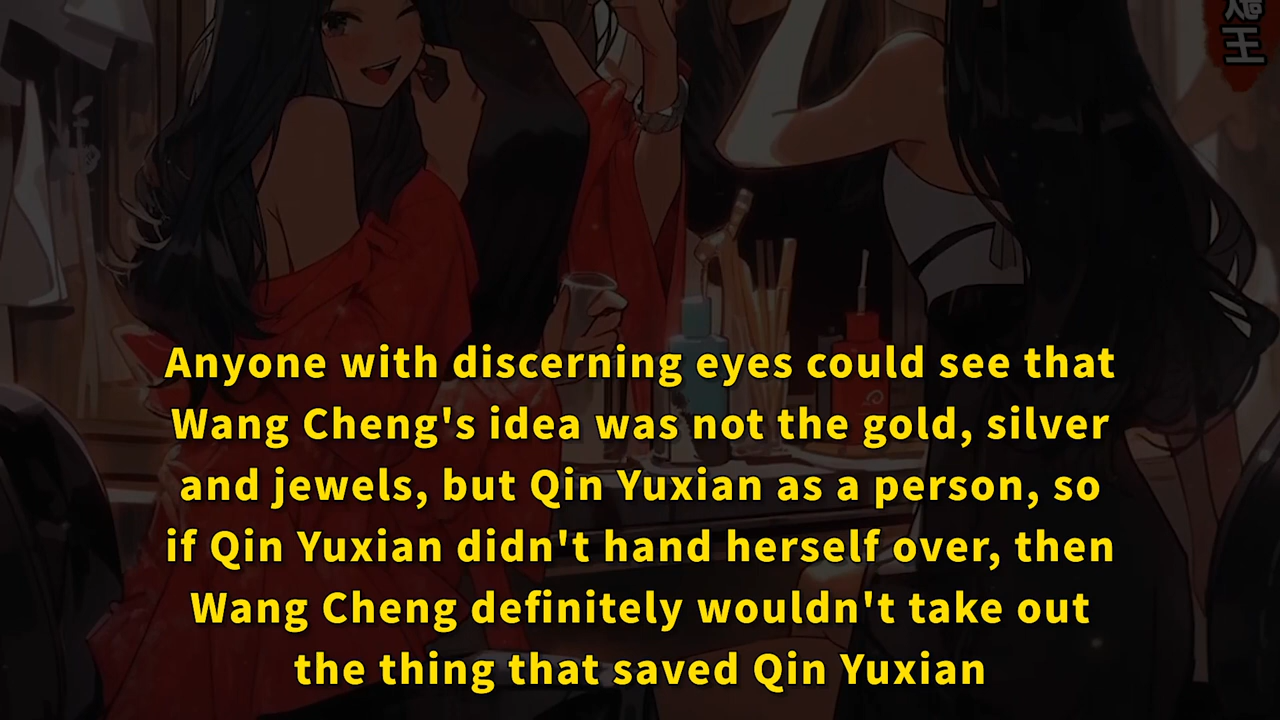 王
Anyone with discerning eyes could see that
Wang Cheng's idea was not the gold, silver
and jewels, but Qin Yuxian as a person, so
if Qin Yuxian didn't hand herself over, then
Wang Cheng definitely wouldn't take out
the thing that saved Qin Yuxian